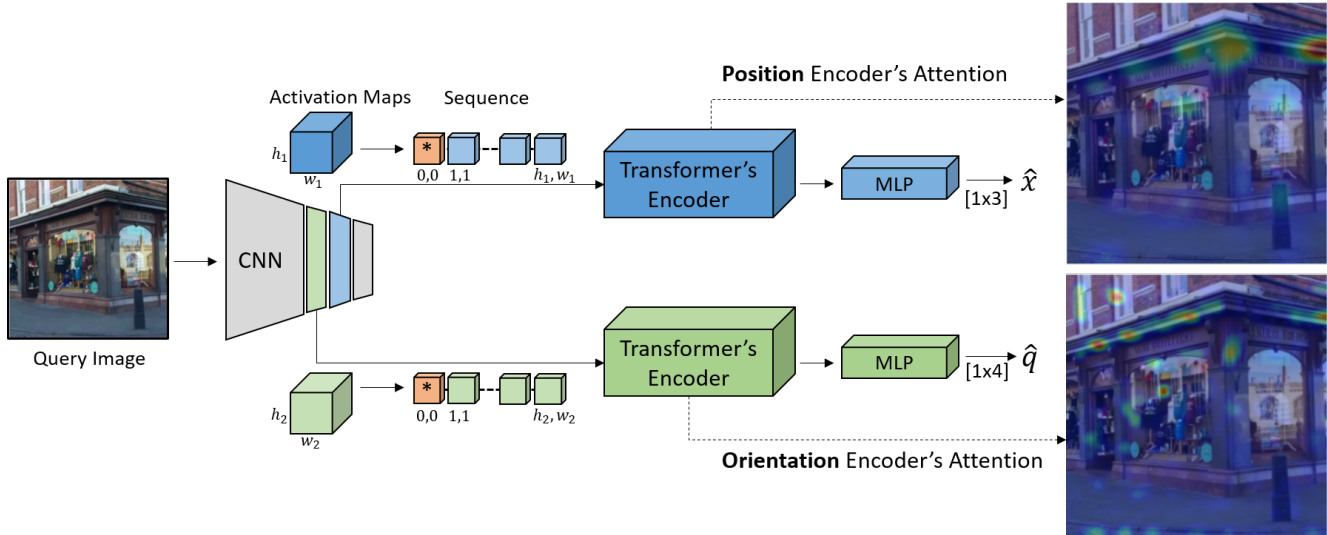 Position Encoder's Attention
Activation Maps
Sequence
h₁
w₁
*
0,0
1,1
h₁, w₁
Transformer's
Encoder
MLP
[1x3]
x̂
CNN
Query Image
Transformer's
Encoder
MLP
[1x4]
q̂
h₂
w₂
*
0,0
1,1
h₂, w₂
Orientation Encoder's Attention